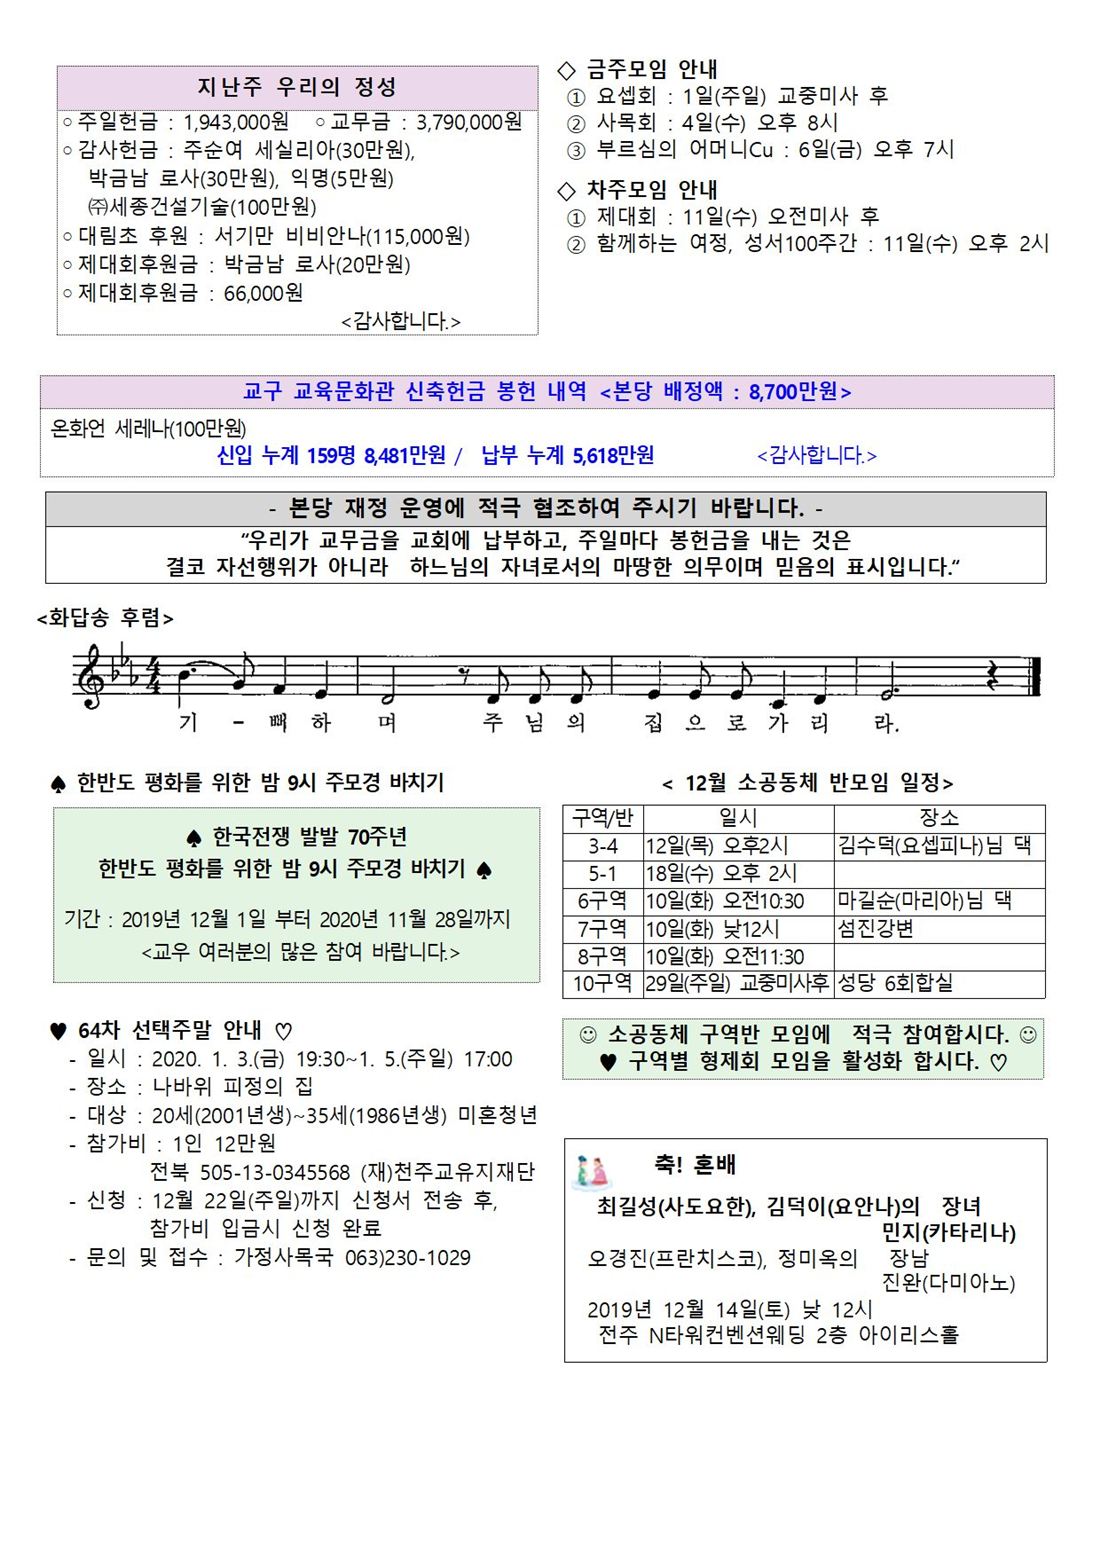 지난주 우리의 정성
○ 주일헌금 : 1,943,000원 ○ 교무금 : 3,790,000원
○ 감사헌금 : 주순여 세실리아(30만원),
박금남 로사(30만원), 익명(5만원)
㈜세종건설기술(100만원)
○ 대림초 후원 : 서기만 비비안나(115,000원)
○ 제대회후원금 : 박금남 로사(20만원)
○ 제대회후원금 : 66,000원
<감사합니다.>
◇ 금주모임 안내
① 요셉회 : 1일(주일) 교중미사 후
② 사목회 : 4일(수) 오후 8시
③ 부르심의 어머니Cu : 6일(금) 오후 7시
◇ 차주모임 안내
① 제대회 : 11일(수) 오전미사 후
② 함께하는 여정, 성서100주간 : 11일(수) 오후 2시
교구 교육문화관 신축헌금 봉헌 내역 <본당 배정액 : 8,700만원>
온화언 세레나(100만원)
신입 누계 159명 8,481만원 / 납부 누계 5,618만원 <감사합니다.>
- 본당 재정 운영에 적극 협조하여 주시기 바랍니다. -
“우리가 교무금을 교회에 납부하고, 주일마다 봉헌금을 내는 것은
결코 자선행위가 아니라 하느님의 자녀로서의 마땅한 의무이며 믿음의 표시입니다.“
<화답송 후렴>
기 - 뻐하 며 주님의 집으로가리 라.
♠ 한반도 평화를 위한 밤 9시 주모경 바치기
♠ 한국전쟁 발발 70주년
한반도 평화를 위한 밤 9시 주모경 바치기 ♠
기간 : 2019년 12월 1일 부터 2020년 11월 28일까지
<교우 여러분의 많은 참여 바랍니다.>
♥ 64차 선택주말 안내 ♡
- 일시 : 2020. 1. 3.(금) 19:30~1. 5.(주일) 17:00
- 장소 : 나바위 피정의 집
- 대상 : 20세(2001년생)~35세(1986년생) 미혼청년
- 참가비 : 1인 12만원
전북 505-13-0345568 (재)천주교유지재단
- 신청 : 12월 22일(주일)까지 신청서 전송 후,
참가비 입금시 신청 완료
- 문의 및 접수 : 가정사목국 063)230-1029
< 12월 소공동체 반모임 일정>
구역/반 일시 장소
3-4 12일(목) 오후2시 김수덕(요셉피나)님 댁
5-1 18일(수) 오후 2시
6구역 10일(화) 오전10:30 마길순(마리아)님 댁
7구역 10일(화) 낮12시 섬진강변
8구역 10일(화) 오전11:30
10구역 29일(주일) 교중미사후 성당 6회합실
☺ 소공동체 구역반 모임에 적극 참여합시다. ☺
♥ 구역별 형제회 모임을 활성화 합시다. ♡
축! 혼배
최길성(사도요한), 김덕이(요안나)의 장녀
민지(카타리나)
오경진(프란치스코), 정미옥의 장남
진완(다미아노)
2019년 12월 14일(토) 낮 12시
전주 N타워컨벤션웨딩 2층 아이리스홀